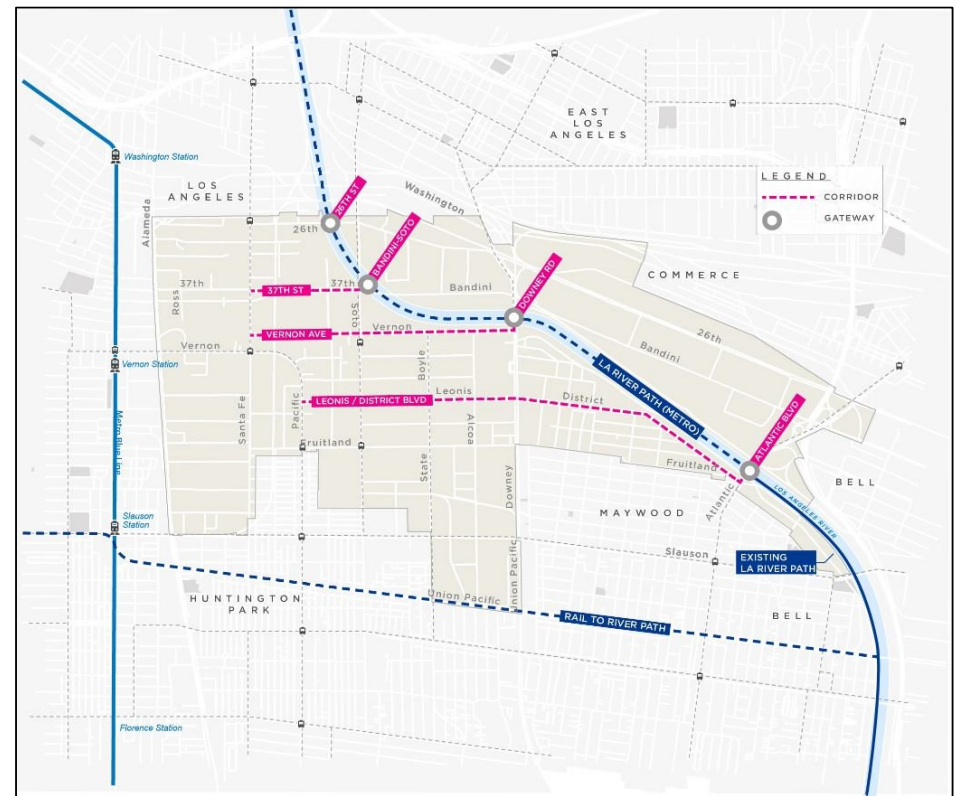 EAST
LOS
ANGELES
Washington Station
LEGEND
CORRIDOR
GATEWAY
LOS
ANGELES
Washington
26TH ST
Alameda
26th
BANDINI-SOTO
COMMERCE
DOWNEY RD
37th
37th
Bandini
37TH ST
Ross
Soto
26th
VERNON AVE
Vernon
Bandini
Vernon
Boyle
Vernon Station
LA RIVER PATH (METRO)
Leonis
District
LEONIS / DISTRICT BLVD
Santa Fe
Pacific
Alcoa
ATLANTIC BLVD
Metro Blue Line
Fruitland
State
Downey
Fruitland
BELL
Atlantic
LOS ANGELES RIVER
MAYWOOD
Slauson
Station
Slauson
EXISTING
LA RIVER PATH
Union Pacific
Union Pacific
HUNTINGTON
PARK
BELL
RAIL TO RIVER PATH
Florence Station